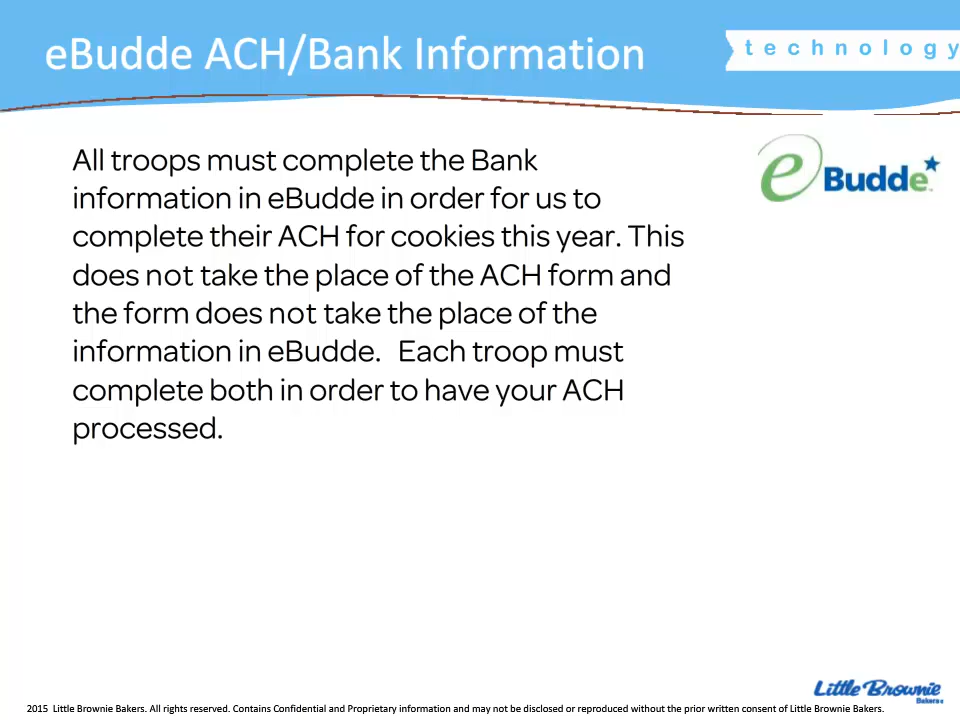 eBudde ACH/Bank Information
technology
All troops must complete the Bank
information in eBudde in order for us to
complete their ACH for cookies this year. This
does not take the place of the ACH form and
the form does not take the place of the
information in eBudde.   Each troop must
complete both in order to have your ACH
processed.
eBudde™
Little Brownie
Bakers
2015  Little Brownie Bakers. All rights reserved. Contains Confidential and Proprietary information and may not be disclosed or reproduced without the prior written consent of Little Brownie Bakers.